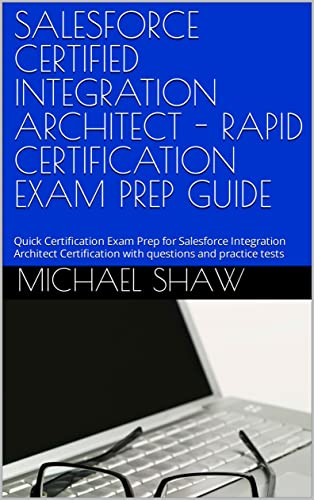 SALESFORCE
CERTIFIED
INTEGRATION
ARCHITECT - RAPID
CERTIFICATION
EXAM PREP GUIDE
Quick Certification Exam Prep for Salesforce Integration
Architect Certification with questions and practice tests
MICHAEL SHAW